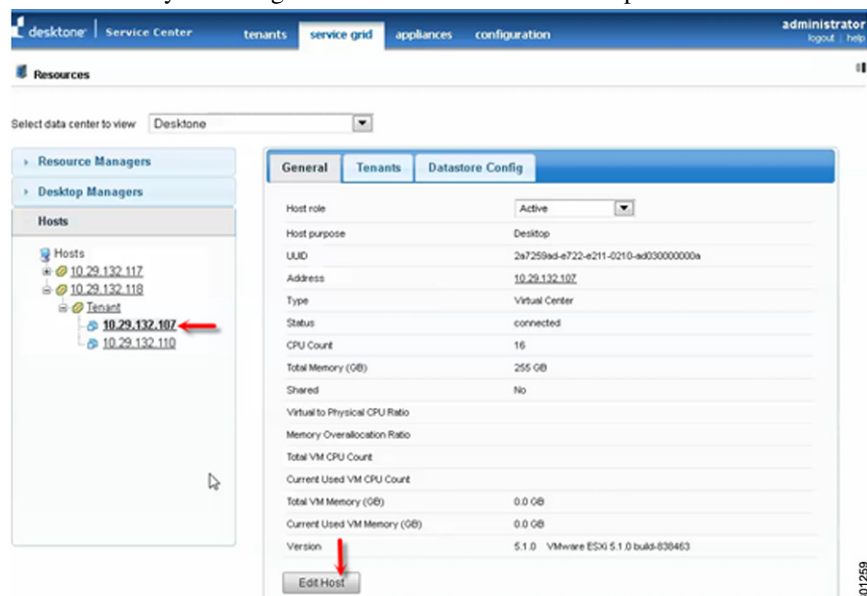 desktone Service Center tenants service grid appliances configuration administrator
logout | help
Resources
Select data center to view Desktone
Resource Managers
Desktop Managers
Hosts
Hosts
10.29.132.117
10.29.132.118
Tenant
10.29.132.107
10.29.132.110
General Tenants Datastore Config
Host role Active
Host purpose Desktop
UUID 2a7259ad-e722-e211-0210-ad030000000a
Address 10.29.132.107
Type Virtual Center
Status connected
CPU Count 16
Total Memory (GB) 255 GB
Shared No
Virtual to Physical CPU Ratio
Memory Overallocation Ratio
Total VM CPU Count
Current Used VM CPU Count
Total VM Memory (GB) 0.0 GB
Current Used VM Memory (GB) 0.0 GB
Version 5.1.0 VMware ESXi 5.1.0 build-838463
Edit Host
01259